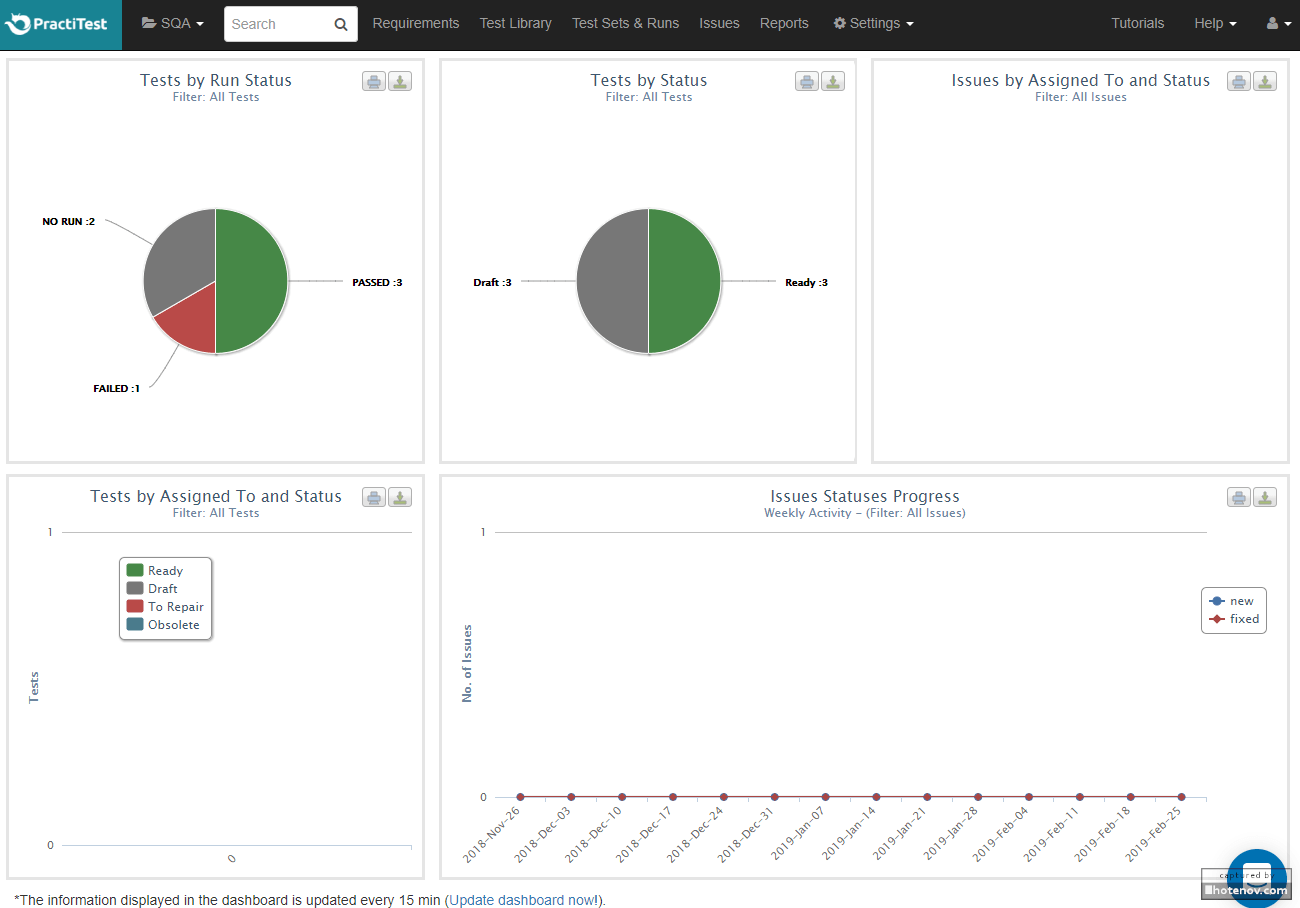 PractiTest SQA Search Requirements Test Library Test Sets & Runs Issues Reports Settings Tutorials Help
Tests by Run Status
Filter: All Tests
NO RUN :2
PASSED :3
FAILED :1
Tests by Status
Filter: All Tests
Draft :3
Ready :3
Issues by Assigned To and Status
Filter: All Issues
Tests by Assigned To and Status
Filter: All Tests
1
Ready
Draft
To Repair
Obsolete
Tests
0
0
Issues Statuses Progress
Weekly Activity - (Filter: All Issues)
1
new
fixed
No. of Issues
0
2018-Nov-26
2018-Dec-03
2018-Dec-10
2018-Dec-17
2018-Dec-24
2018-Dec-31
2019-Jan-07
2019-Jan-14
2019-Jan-21
2019-Jan-28
2019-Feb-04
2019-Feb-11
2019-Feb-18
2019-Feb-25
captured by
hotenov.com
*The information displayed in the dashboard is updated every 15 min (Update dashboard now!).